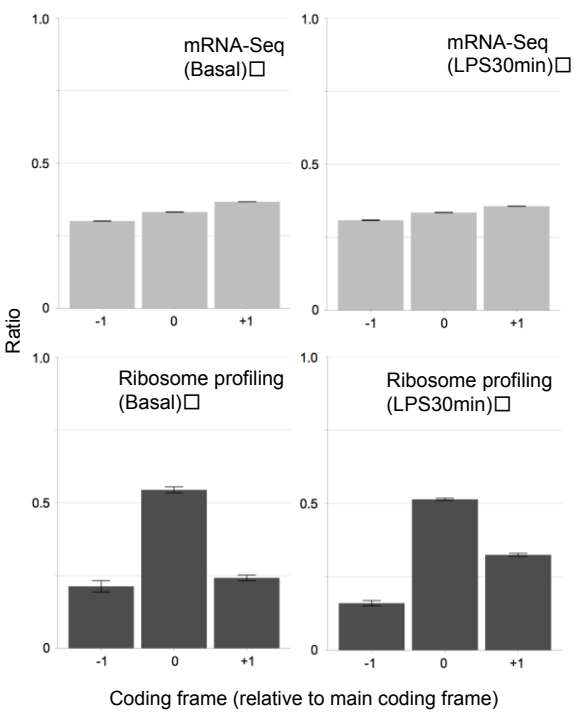 1.0
mRNA-Seq
(Basal)□
0.5
0
-1 0 +1
1.0
mRNA-Seq
(LPS30min)□
0.5
0
-1 0 +1
Ratio
1.0
Ribosome profiling
(Basal)□
0.5
0
-1 0 +1
1.0
Ribosome profiling
(LPS30min)□
0.5
0
-1 0 +1
Coding frame (relative to main coding frame)